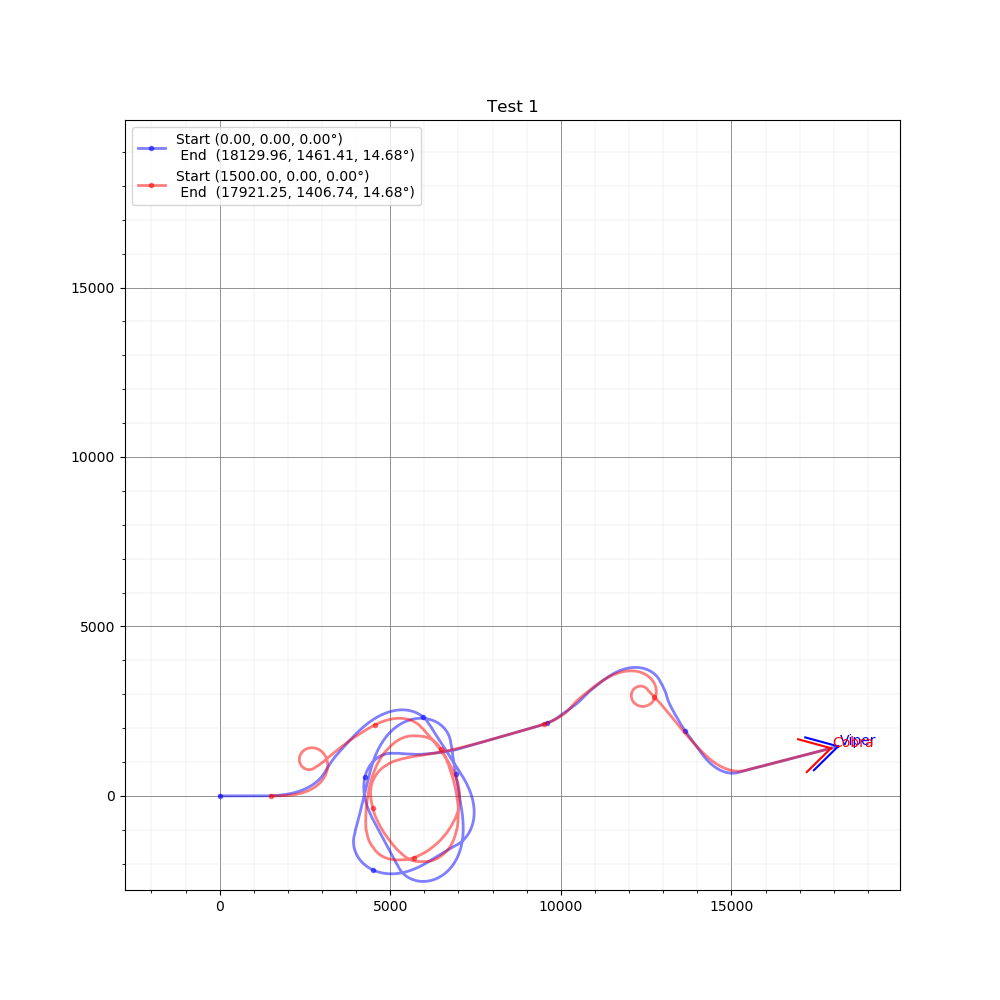 Test 1
Start (0.00, 0.00, 0.00°)
End (18129.96, 1461.41, 14.68°)
Start (1500.00, 0.00, 0.00°)
End (17921.25, 1406.74, 14.68°)
15000
10000
5000
0
Viper
Cobra
0 5000 10000 15000